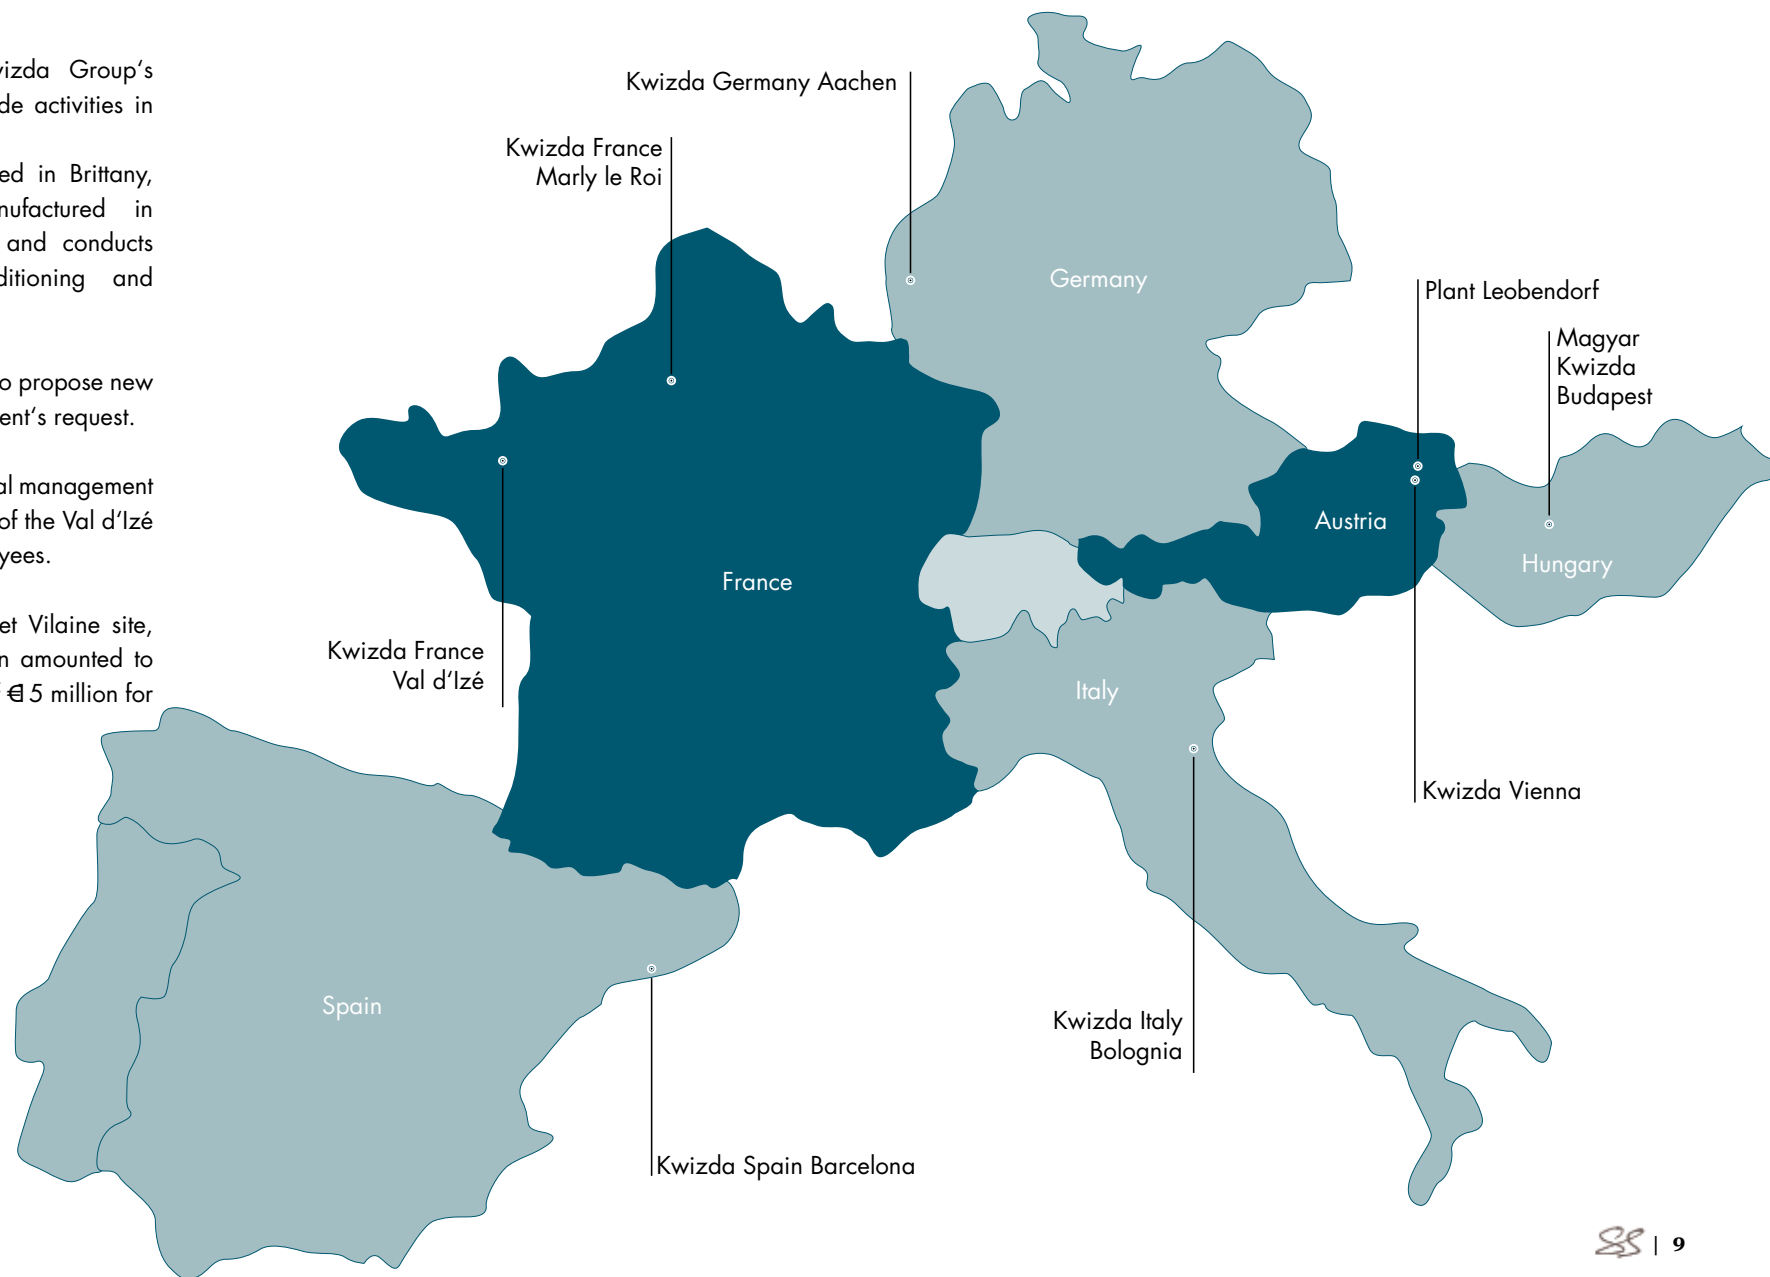 wizda Group‘s
de activities in
ed in Brittany,
nufactured in
and conducts
ditioning and
o propose new
ent‘s request.
al management
of the Val d‘Izé
yees.
et Vilaine site,
n amounted to
€15 million for
Kwizda Germany Aachen
Kwizda France
Marly le Roi
Germany
Plant Leobendorf
Magyar
Kwizda
Budapest
Austria
Hungary
France
Kwizda France
Val d‘Izé
Italy
Kwizda Vienna
Spain
Kwizda Italy
Bolognia
Kwizda Spain Barcelona
| 9